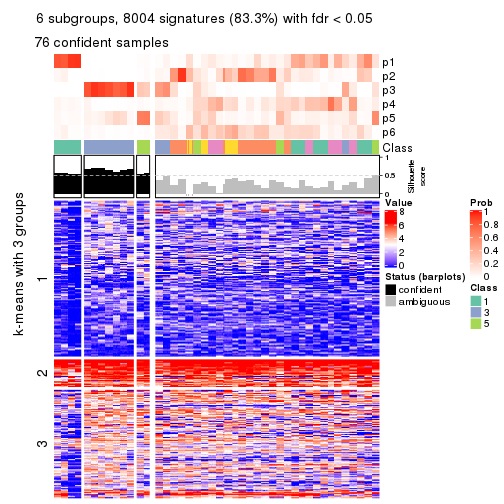 6 subgroups, 8004 signatures (83.3%) with fdr < 0.05
76 confident samples
p1
p2
p3
p4
p5
p6
Class
1
0.5
0
Silhouette
score
k-means with 3 groups
1
2
3
Value
8
6
4
2
0
Status (barplots)
confident
ambiguous
Prob
1
0.8
0.6
0.4
0.2
0
Class
1
3
5